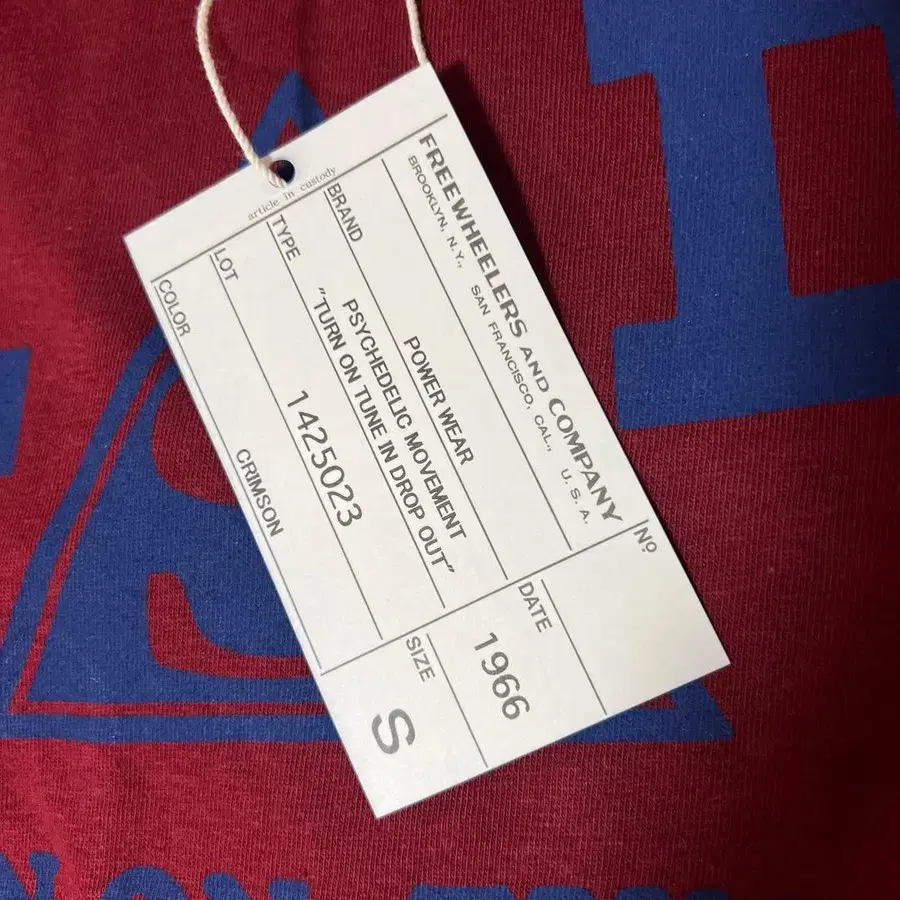 article in custody
FREEWHEELERS AND COMPANY
BROOKLYN, N.Y., SAN FRANCISCO, CAL., U. S. A.
Nº
BRAND
POWER WEAR
DATE
1966
TYPE
PSYCHEDELIC MOVEMENT
"TURN ON TUNE IN DROP OUT"
LOT
1425023
SIZE
S
COLOR
CRIMSON